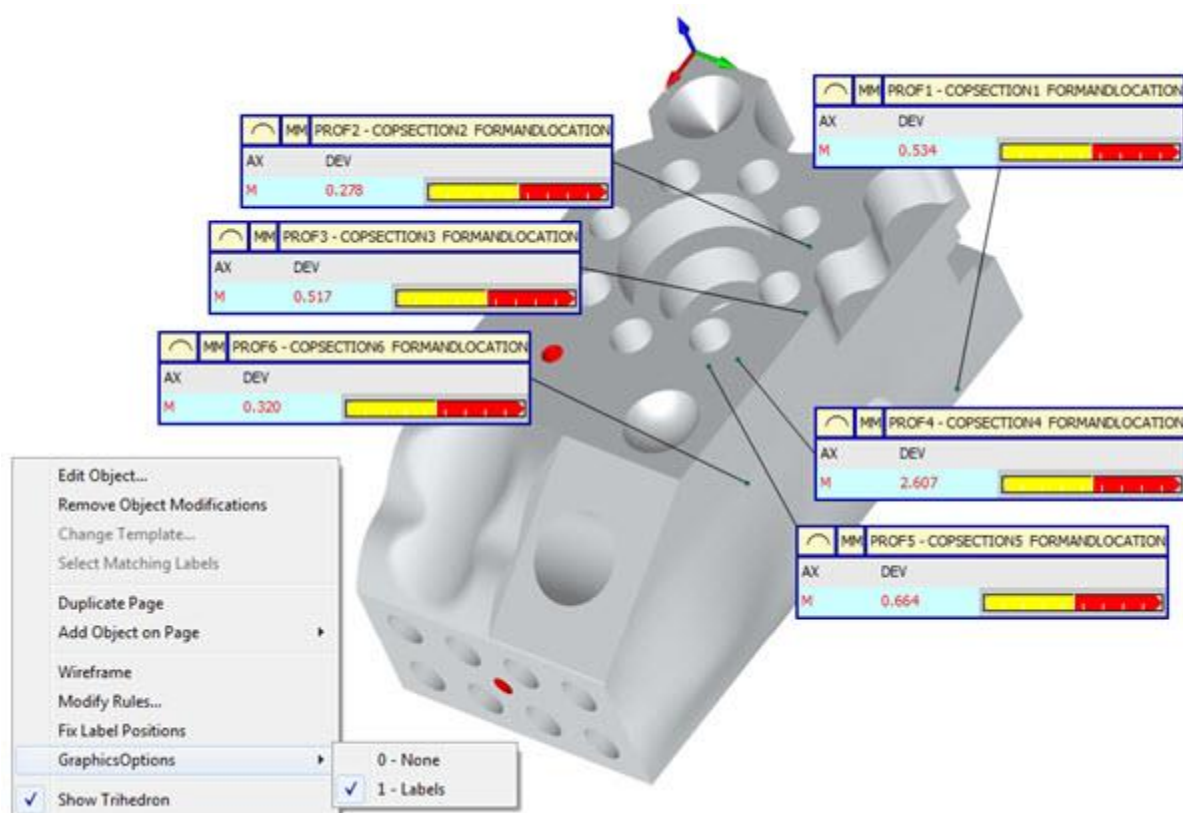 MM PROF1 - COPSECTION1 FORMANDLOCATION
AX DEV
M 0.534
MM PROF2 - COPSECTION2 FORMANDLOCATION
AX DEV
M 0.278
MM PROF3 - COPSECTION3 FORMANDLOCATION
AX DEV
M 0.517
MM PROF6 - COPSECTION6 FORMANDLOCATION
AX DEV
M 0.320
MM PROF4 - COPSECTION4 FORMANDLOCATION
AX DEV
M 2.607
MM PROF5 - COPSECTION5 FORMANDLOCATION
AX DEV
M 0.664
Edit Object...
Remove Object Modifications
Change Template...
Select Matching Labels
Duplicate Page
Add Object on Page
Wireframe
Modify Rules...
Fix Label Positions
GraphicsOptions
0 - None
1 - Labels
Show Trihedron